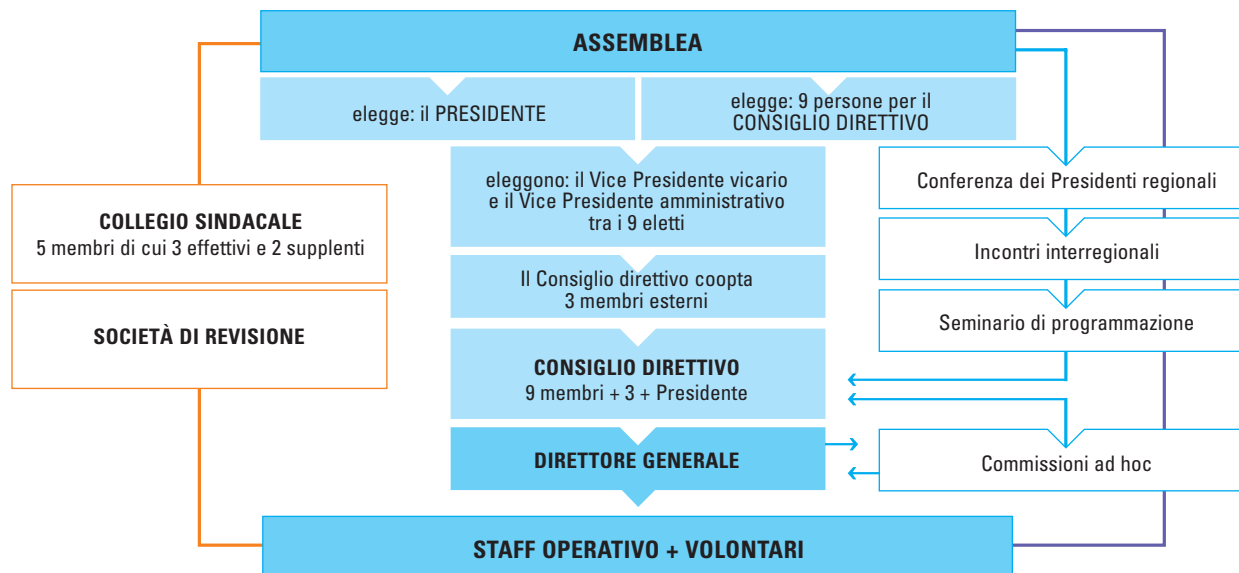 ASSEMBLEA
elegge: il PRESIDENTE
elegge: 9 persone per il
CONSIGLIO DIRETTIVO
eleggono: il Vice Presidente vicario
e il Vice Presidente amministrativo
tra i 9 eletti
Il Consiglio direttivo coopta
3 membri esterni
CONSIGLIO DIRETTIVO
9 membri + 3 + Presidente
DIRETTORE GENERALE
COLLEGIO SINDACALE
5 membri di cui 3 effettivi e 2 supplenti
SOCIETÀ DI REVISIONE
Conferenza dei Presidenti regionali
Incontri interregionali
Seminario di programmazione
Commissioni ad hoc
STAFF OPERATIVO + VOLONTARI